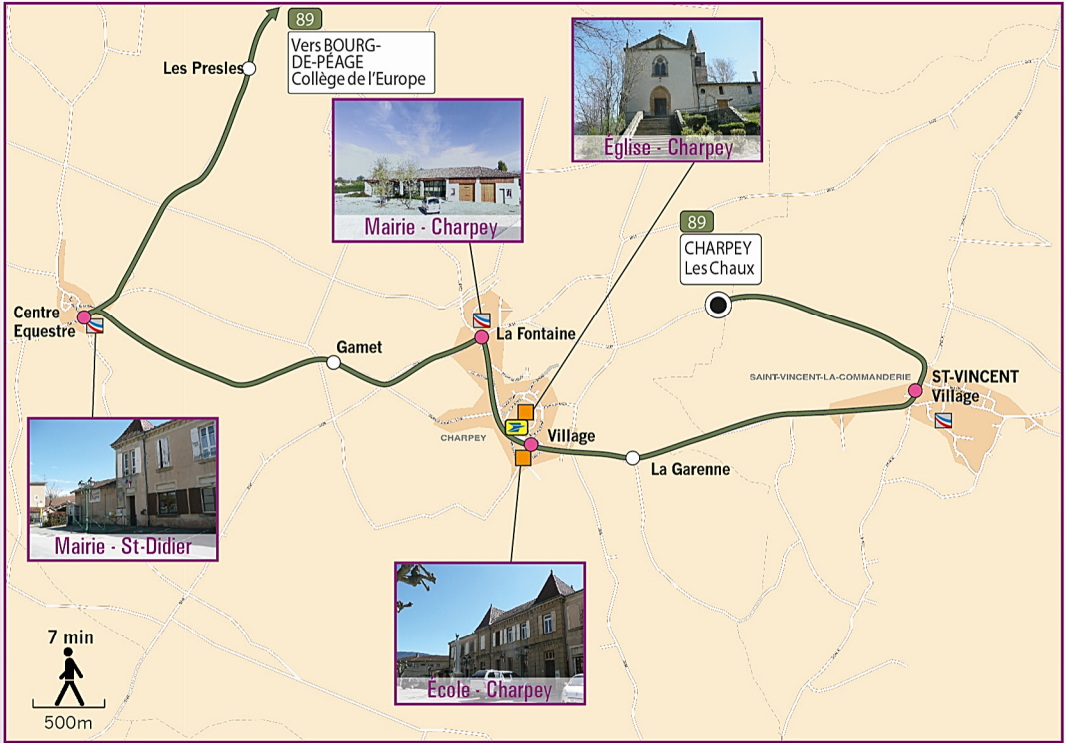 89
Vers BOURG-
DE-PÉAGE
Collège de l'Europe
Les Presles
Église - Charpey
Mairie - Charpey
89
CHARPEY
Les Chaux
Centre
Equestre
La Fontaine
Gamet
SAINT-VINCENT-LA-COMMANDERIE
ST-VINCENT
Village
CHARPEY
Village
La Garenne
Mairie - St-Didier
École - Charpey
7 min
500m